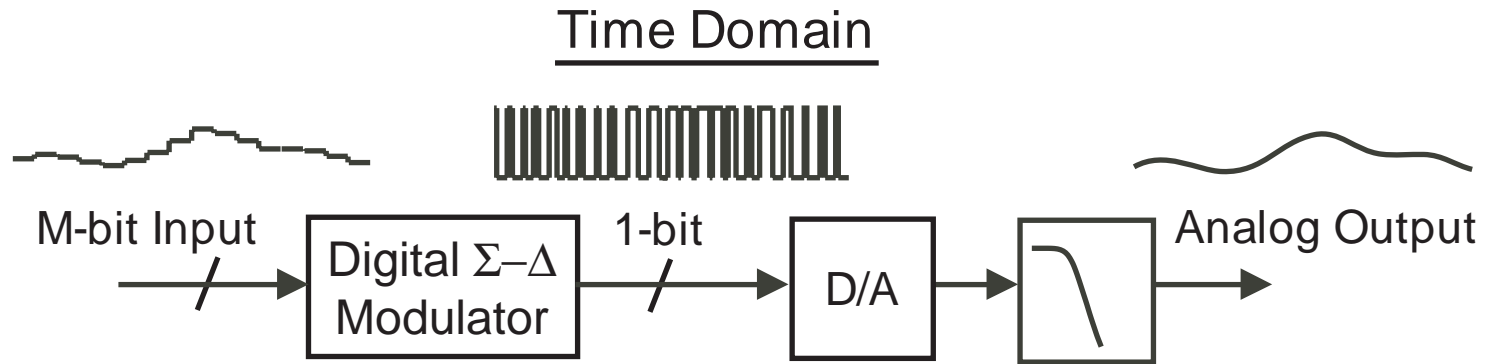 Time Domain
M-bit Input
1-bit
Analog Output
Digital Σ–Δ
Modulator
D/A